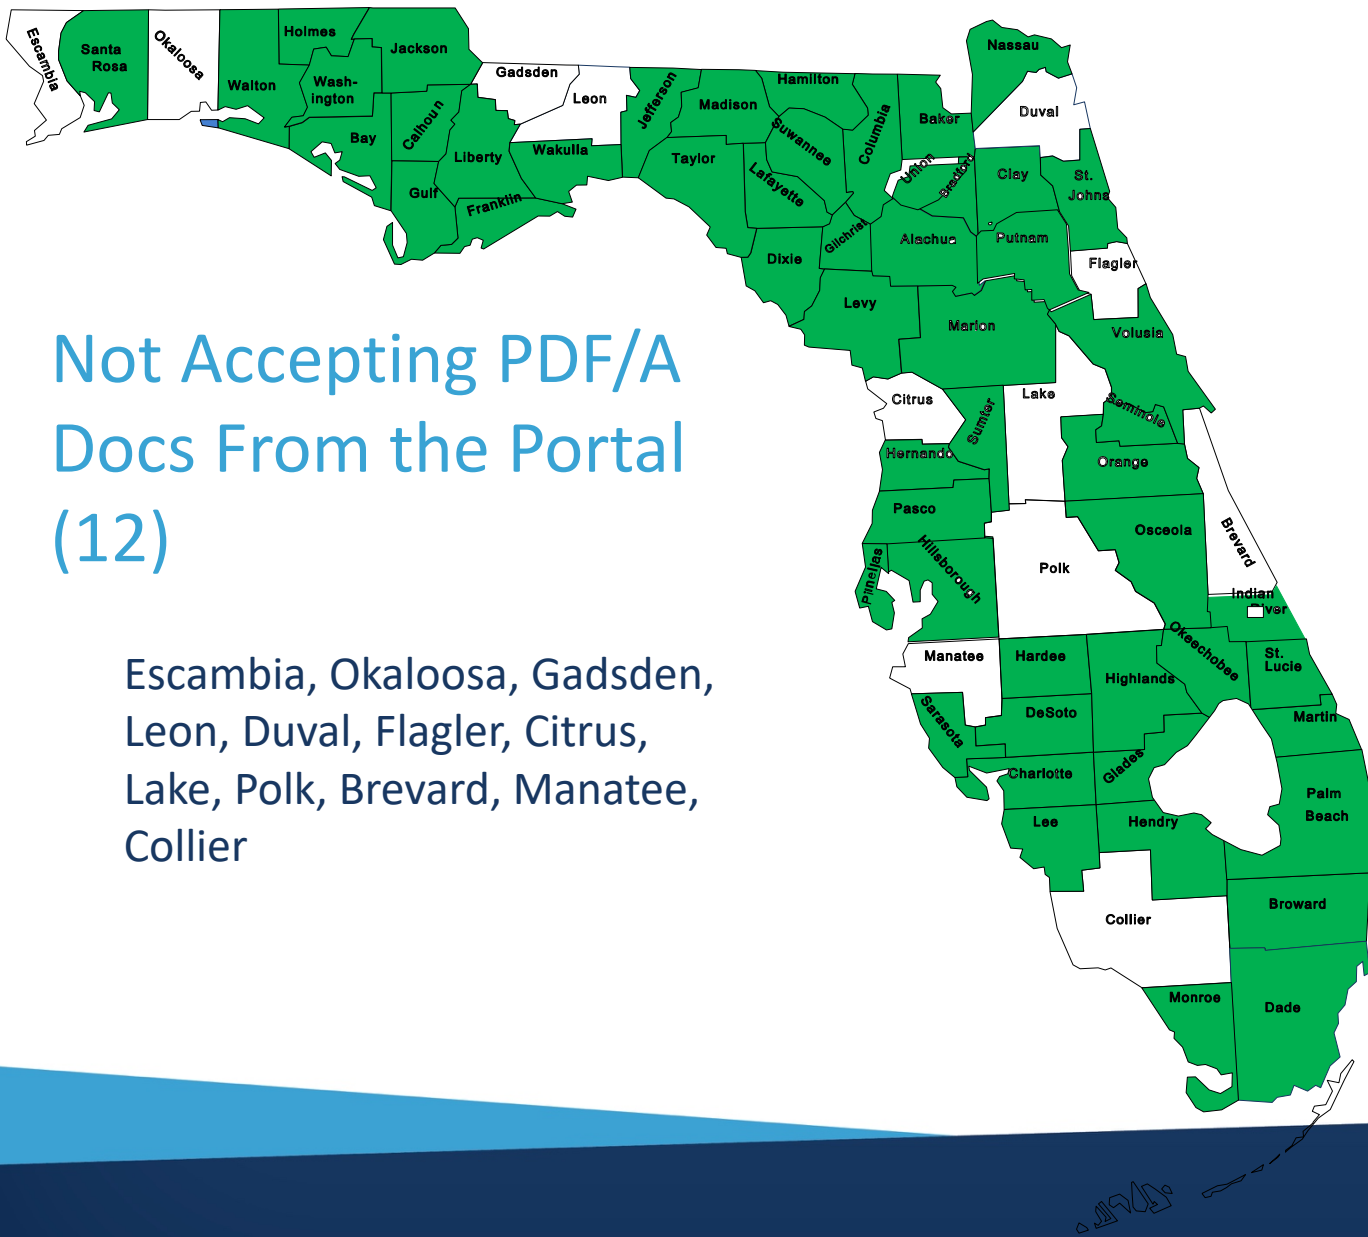 Escambia
Santa
Rosa
Okaloosa
Walton
Holmes
Wash-
ington
Jackson
Bay
Calhoun
Gulf
Liberty
Franklin
Gadsden
Leon
Wakulla
Jefferson
Madison
Taylor
Hamilton
Suwannee
Lafayette
Columbia
Dixie
Gilchrist
Baker
Union
Bradford
Nassau
Duval
Clay
St.
Johns
Alachua
Putnam
Flagler
Levy
Marion
Volusia
Not Accepting PDF/A
Docs From the Portal
(12)
Citrus
Sumter
Lake
Seminole
Hernando
Orange
Pasco
Osceola
Brevard
Pinellas
Hillsborough
Polk
Indian
River
Escambia, Okaloosa, Gadsden,
Leon, Duval, Flagler, Citrus,
Lake, Polk, Brevard, Manatee,
Collier
Manatee
Hardee
Highlands
Okeechobee
St.
Lucie
Sarasota
DeSoto
Martin
Charlotte
Glades
Palm
Beach
Lee
Hendry
Collier
Broward
Monroe
Dade